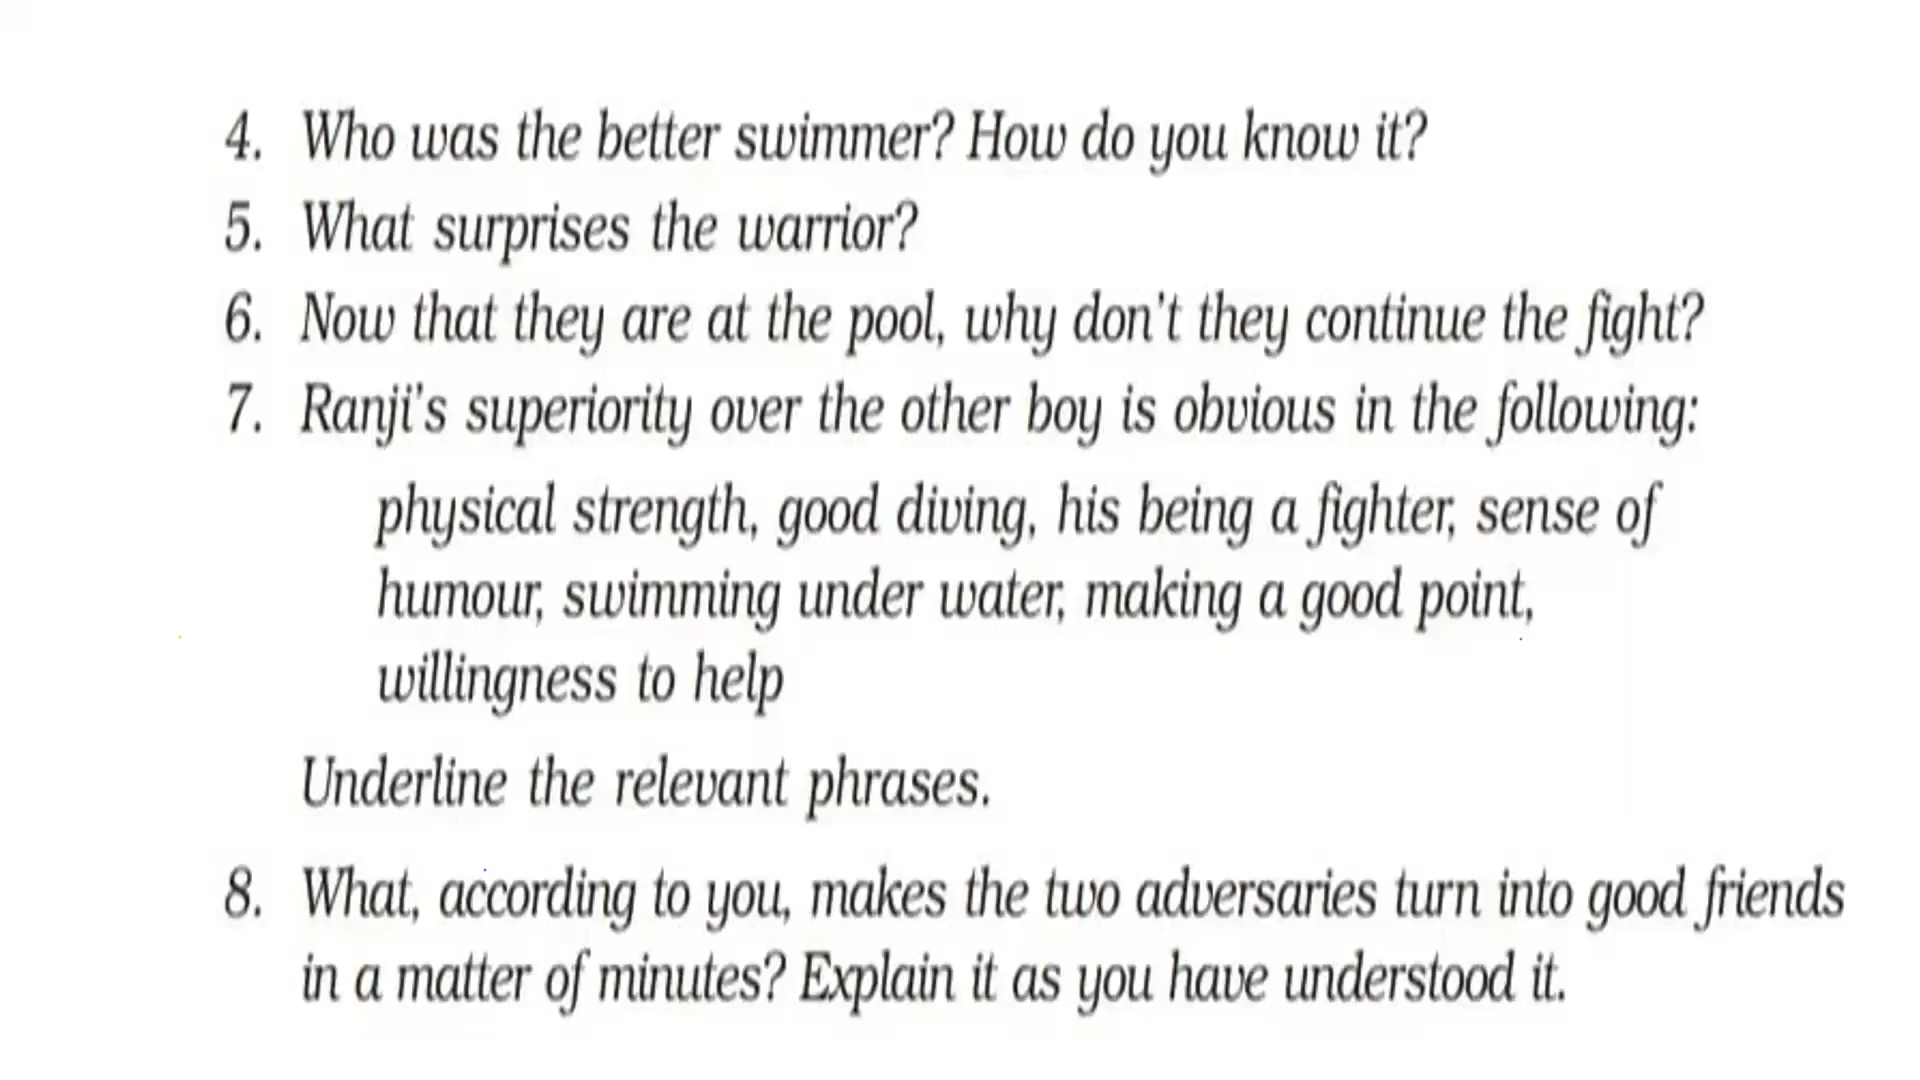 4. Who was the better swimmer? How do you know it?
5. What surprises the warrior?
6. Now that they are at the pool, why don't they continue the fight?
7. Ranji's superiority over the other boy is obvious in the following:
physical strength, good diving, his being a fighter, sense of
humour, swimming under water, making a good point,
willingness to help
Underline the relevant phrases.
8. What, according to you, makes the two adversaries turn into good friends
in a matter of minutes? Explain it as you have understood it.